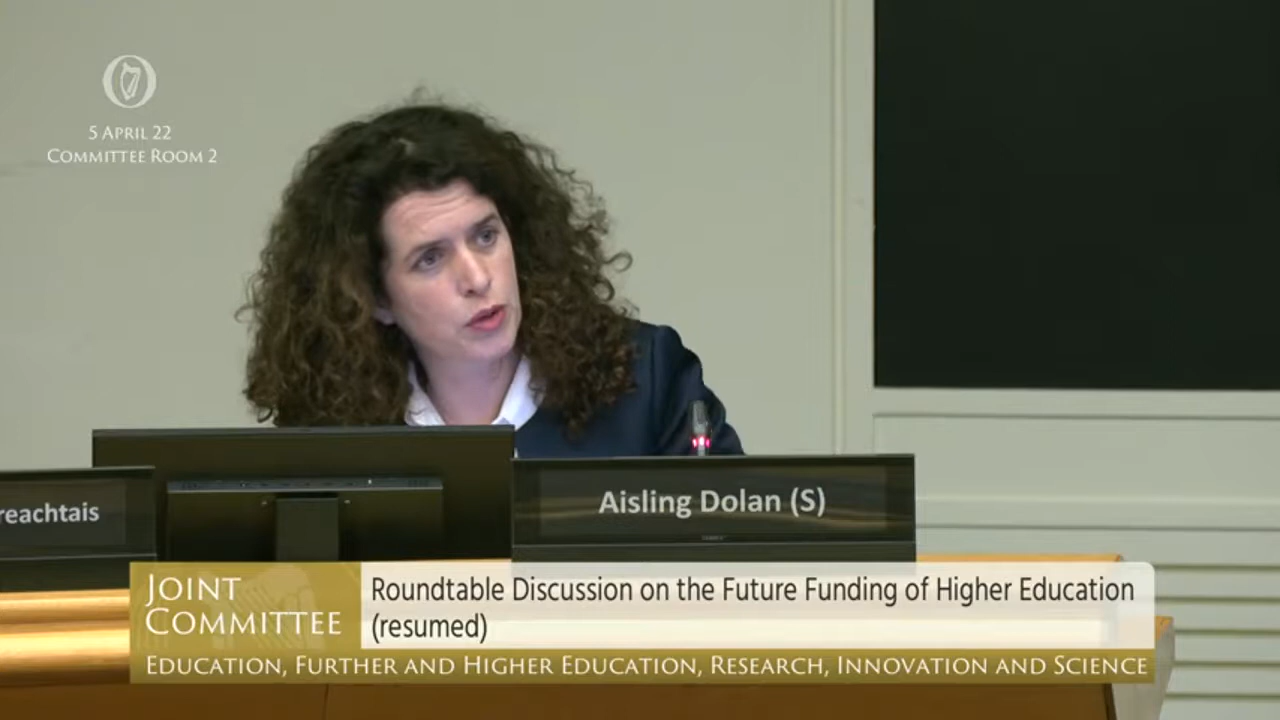 5 April 22
Committee Room 2
reachtais
Aisling Dolan (S)
Joint
Committee
Roundtable Discussion on the Future Funding of Higher Education
(resumed)
Education, Further and Higher Education, Research, Innovation and Science